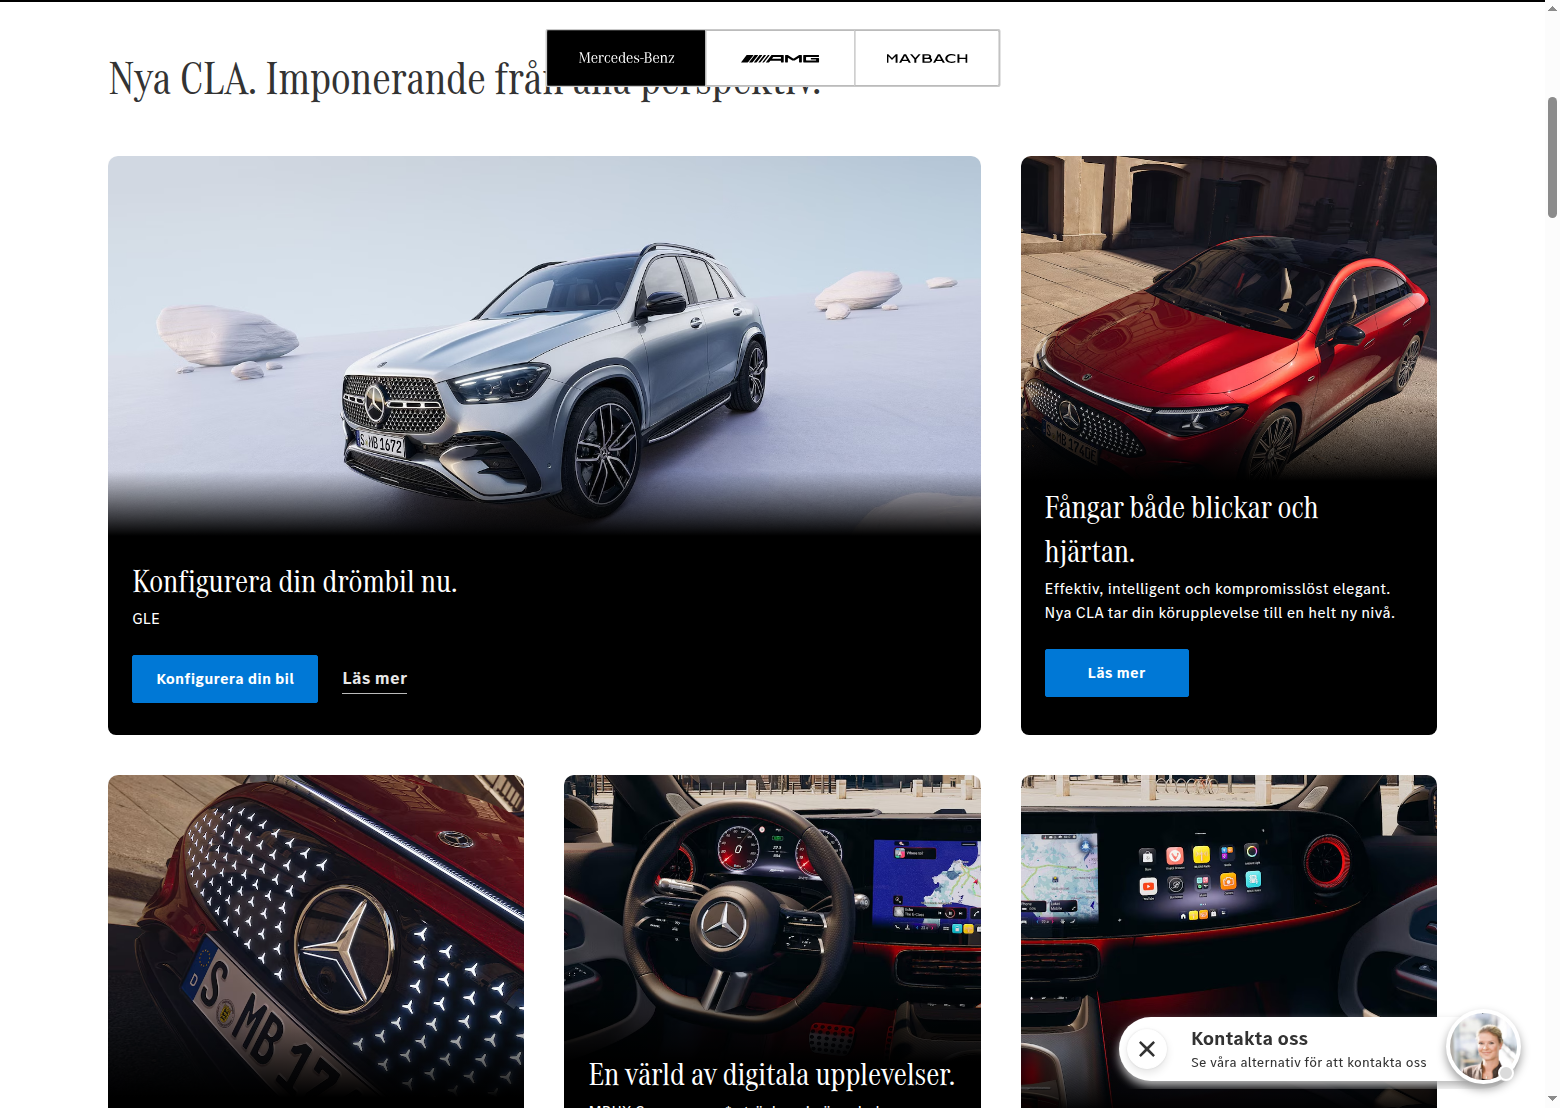 Mercedes-Benz
AMG
MAYBACH
Nya CLA. Imponerande från alla perspektiv.
S MB 1672
Konfigurera din drömbil nu.
GLE
Konfigurera din bil
Läs mer
Fångar både blickar och
hjärtan.
Effektiv, intelligent och kompromisslöst elegant.
Nya CLA tar din körupplevelse till en helt ny nivå.
Läs mer
D
S MB 17
En värld av digitala upplevelser.
Kontakta oss
Se våra alternativ för att kontakta oss